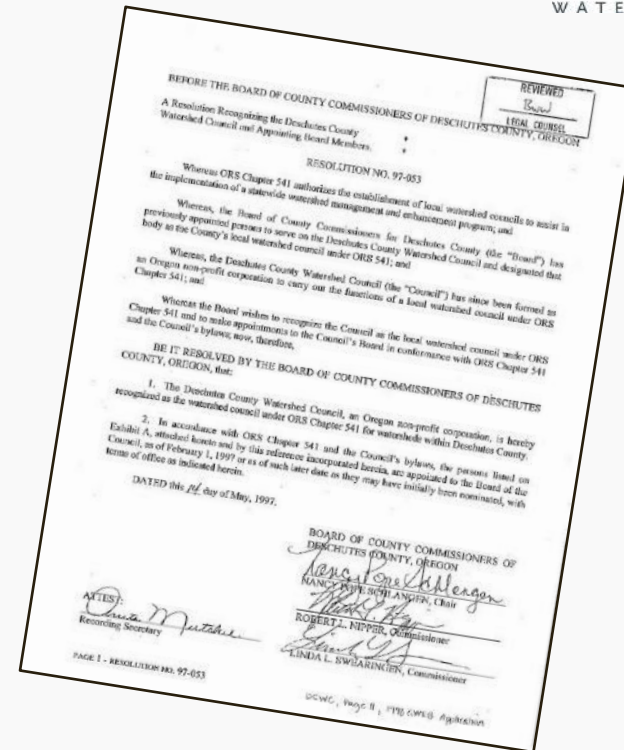 WATE
REVIEWED
BWW
LEGAL COUNSEL
BEFORE THE BOARD OF COUNTY COMMISSIONERS OF DESCHUTES COUNTY, OREGON
A Resolution Recognizing the Deschutes County
Watershed Council and Appointing Board Members.
RESOLUTION NO. 97-053
Whereas ORS Chapter 541 authorizes the establishment of local watershed councils to assist in
the implementation of a statewide watershed management and enhancement program; and
Whereas, the Board of County Commissioners for Deschutes County (the "Board") has
previously appointed persons to serve on the Deschutes County Watershed Council and designated that
body as the County's local watershed council under ORS 541; and
Whereas, the Deschutes County Watershed Council (the "Council") has since been formed as
an Oregon non-profit corporation to carry out the functions of a local watershed council under ORS
Chapter 541; and
Whereas the Board wishes to recognize the Council as the local watershed council under ORS
Chapter 541 and to make appointments to the Council's Board in conformance with ORS Chapter 541
and the Council's bylaws; now, therefore,
BE IT RESOLVED BY THE BOARD OF COUNTY COMMISSIONERS OF DESCHUTES
COUNTY, OREGON, that:
1. The Deschutes County Watershed Council, an Oregon non-profit corporation, is hereby
recognized as the watershed council under ORS Chapter 541 for watersheds within Deschutes County.
2. In accordance with ORS Chapter 541 and the Council's bylaws, the persons listed on
Exhibit A, attached hereto and by this reference incorporated herein, are appointed to the Board of the
Council, as of February 1, 1997 or as of such later date as they may have initially been nominated, with
terms of office as indicated herein.
DATED this day of May, 1997.
BOARD OF COUNTY COMMISSIONERS OF
DESCHUTES COUNTY, OREGON
Nancy Pope Schlangen
NANCY POPE SCHLANGEN, Chair
ROBERT L. NIPPER, Commissioner
LINDA L. SWEARINGEN, Commissioner
ATTEST:
Recording Secretary
PAGE 1 - RESOLUTION NO. 97-053
DCWC, Page 11, 1998 GWEB Application